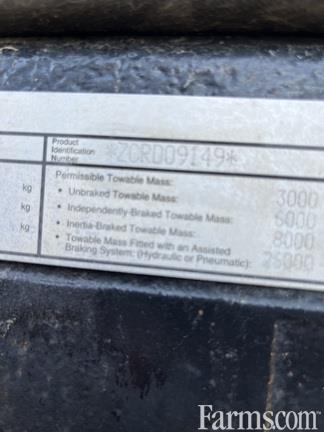 Product
Identification
Number *ZCRD09149*
Permissible Towable Mass:
kg • Unbraked Towable Mass: 3000
• Independently-Braked Towable Mass: 6000
kg • Inertia-Braked Towable Mass: 8000
• Towable Mass Fitted with an Assisted
Braking System: (Hydraulic or Pneumatic): 25000
Farms.com®